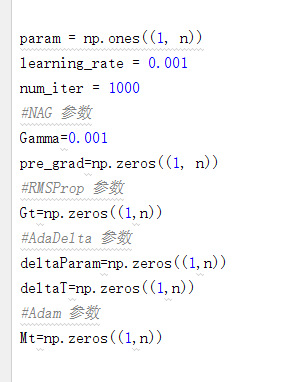 param = np.ones((1, n))
learning_rate = 0.001
num_iter = 1000
#NAG 参数
Gamma=0.001
pre_grad=np.zeros((1, n))
#RMSProp 参数
Gt=np.zeros((1,n))
#AdaDelta 参数
deltaParam=np.zeros((1,n))
deltaT=np.zeros((1,n))
#Adam 参数
Mt=np.zeros((1,n))